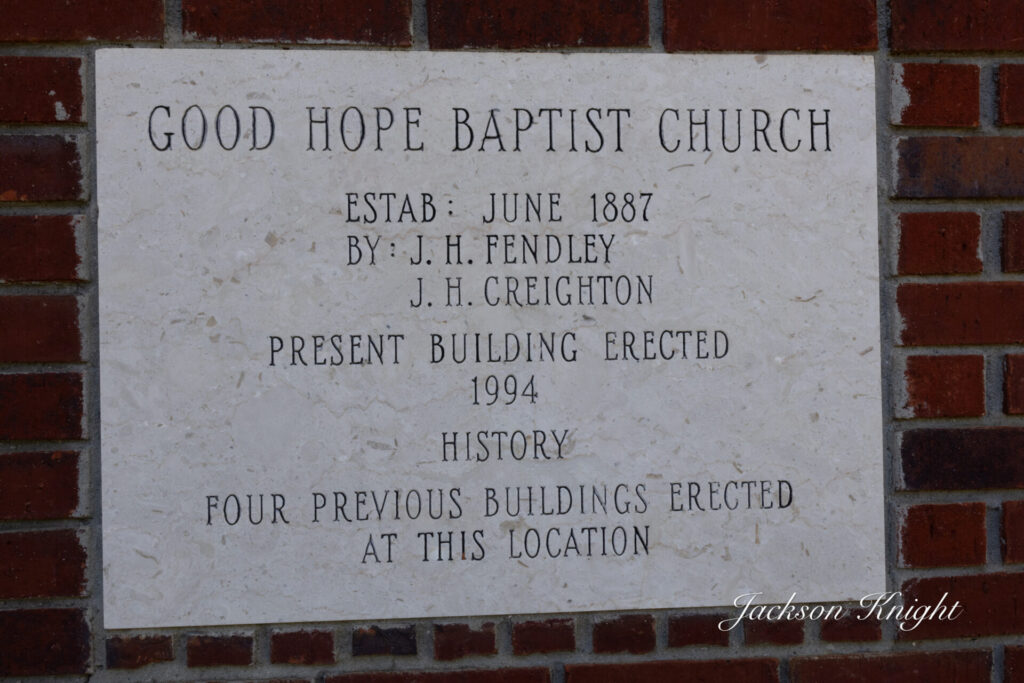 GOOD HOPE BAPTIST CHURCH
ESTAB: JUNE 1887
BY: J. H. FENDLEY
J. H. CREIGHTON
PRESENT BUILDING ERECTED
1994
HISTORY
FOUR PREVIOUS BUILDINGS ERECTED
AT THIS LOCATION
Jackson Knight